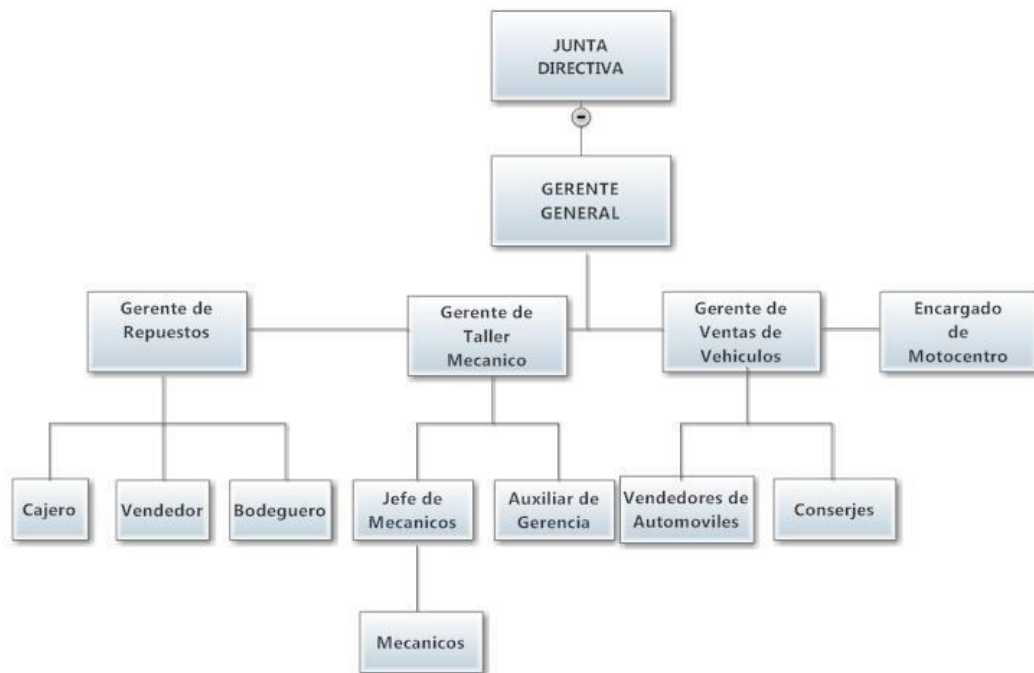 JUNTA
DIRECTIVA
GERENTE
GENERAL
Gerente de
Repuestos
Gerente de
Taller
Mecanico
Gerente de
Ventas de
Vehiculos
Encargado
de
Motocentro
Cajero
Vendedor
Bodeguero
Jefe de
Mecanicos
Auxiliar de
Gerencia
Vendedores de
Automoviles
Conserjes
Mecanicos